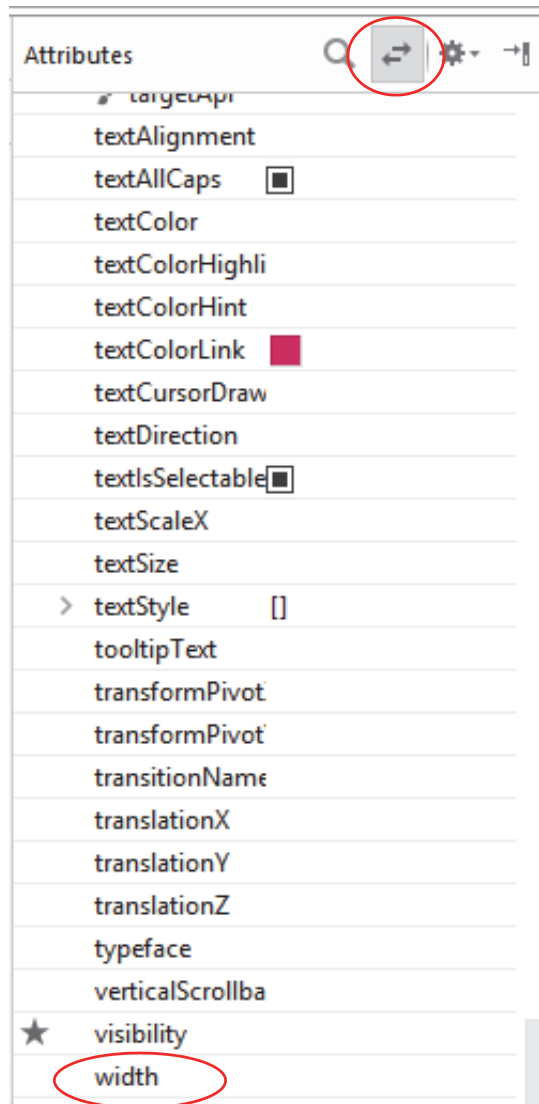 Attributes
targetApi
textAlignment
textAllCaps
textColor
textColorHighli
textColorHint
textColorLink
textCursorDraw
textDirection
textIsSelectable
textScaleX
textSize
textStyle []
tooltipText
transformPivot
transformPivot
transitionName
translationX
translationY
translationZ
typeface
verticalScrollba
visibility
width